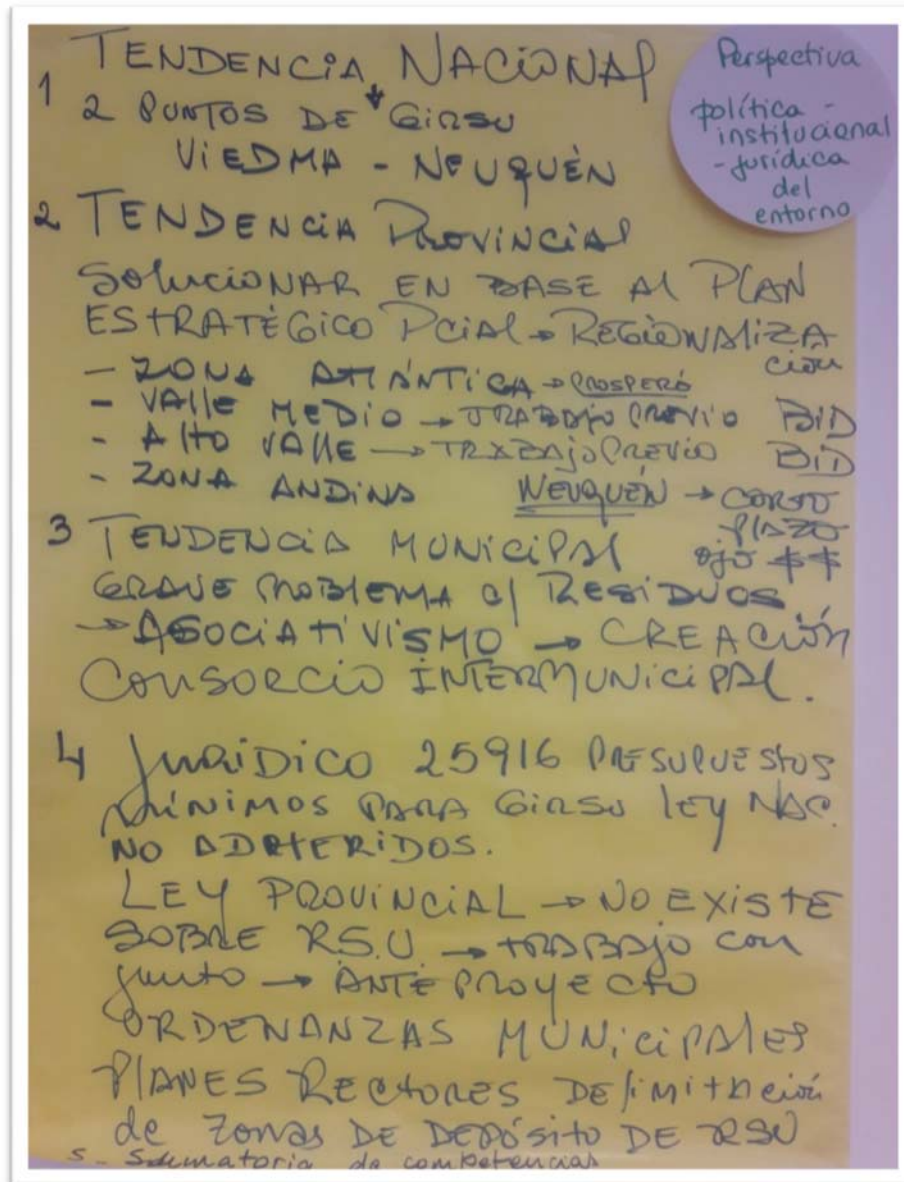 1 TENDENCIA NACIONAL
2 PUNTOS DE GIRSU
VIEDMA - NEUQUÉN
Perspectiva
política -
institucional
- jurídica
del
entorno
2 TENDENCIA PROVINCIAL
SOLUCIONAR EN BASE AL PLAN
ESTRATÉGICO PCIAL → REGIONALIZA
CIÓN
- ZONA ATLÁNTICA → PROSPERÓ
- VALLE MEDIO → TRABAJO PREVIO BID
- ALTO VALLE → TRABAJO PREVIO BID
- ZONA ANDINA NEUQUÉN → CORTO
PLAZO
ojo $$
3 TENDENCIA MUNICIPAL
GRAVE PROBLEMA C/ RESIDUOS
→ ASOCIATIVISMO → CREACIÓN
CONSORCIO INTERMUNICIPAL.
4 JURÍDICO 25916 PRESUPUESTOS
MÍNIMOS PARA GIRSU LEY NAC.
NO ADHERIDOS.
LEY PROVINCIAL → NO EXISTE
SOBRE R.S.U. → TRABAJO CON
JUNTO → ANTEPROYECTO
ORDENANZAS MUNICIPALES
PLANES RECTORES DELIMITACIÓN
de ZONAS DE DEPÓSITO DE RSU
5 - Sumatoria de competencias